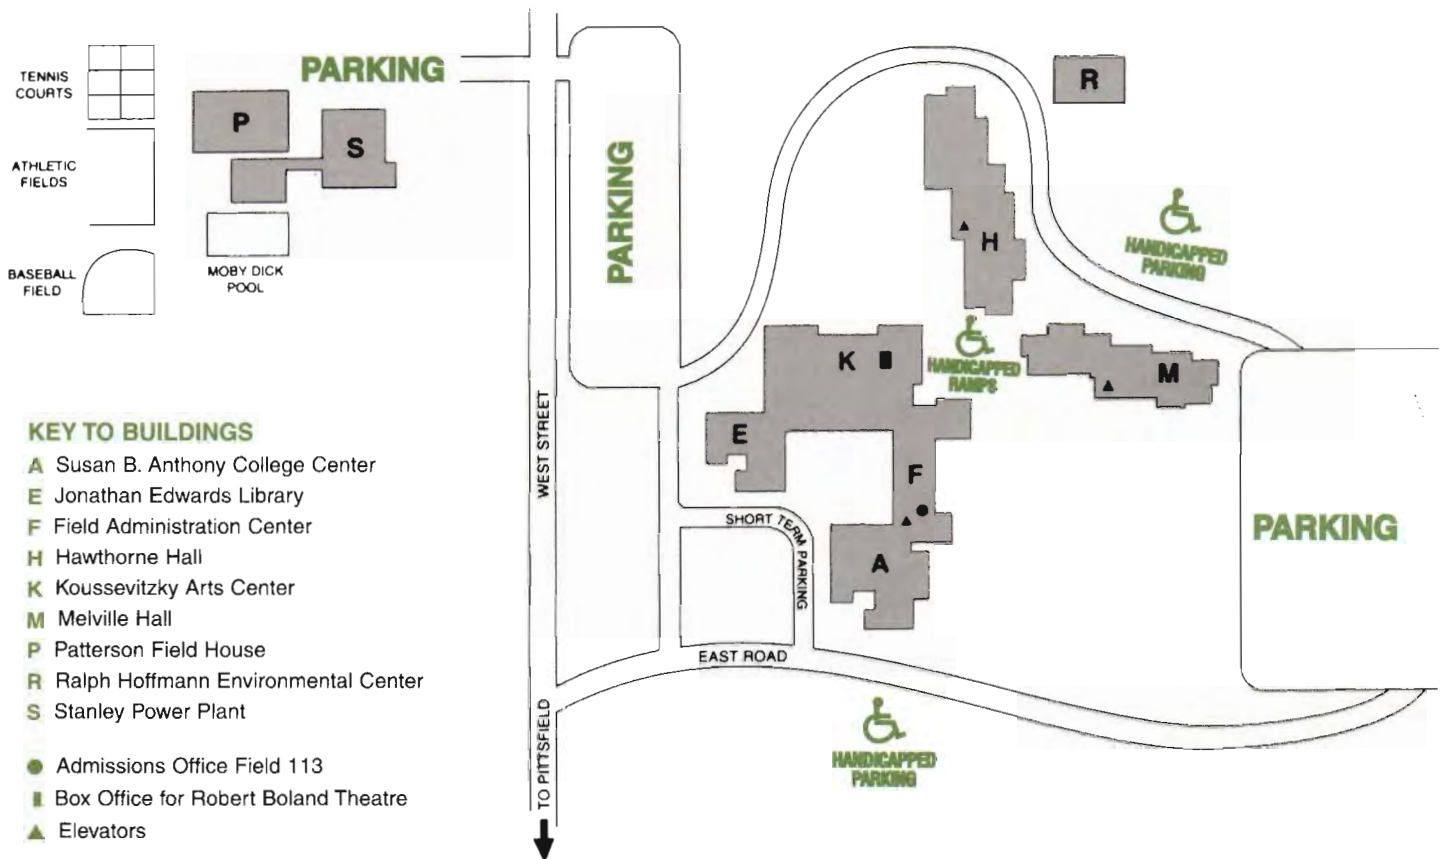 TENNIS
COURTS
ATHLETIC
FIELDS
BASEBALL
FIELD
P
S
MOBY DICK
POOL
PARKING
PARKING
WEST STREET
TO PITTSFIELD
R
H
HANDICAPPED
PARKING
K
HANDICAPPED
RAMPS
M
E
F
A
SHORT TERM PARKING
EAST ROAD
PARKING
HANDICAPPED
PARKING
KEY TO BUILDINGS
A Susan B. Anthony College Center
E Jonathan Edwards Library
F Field Administration Center
H Hawthorne Hall
K Koussevitzky Arts Center
M Melville Hall
P Patterson Field House
R Ralph Hoffmann Environmental Center
S Stanley Power Plant
Admissions Office Field 113
Box Office for Robert Boland Theatre
Elevators